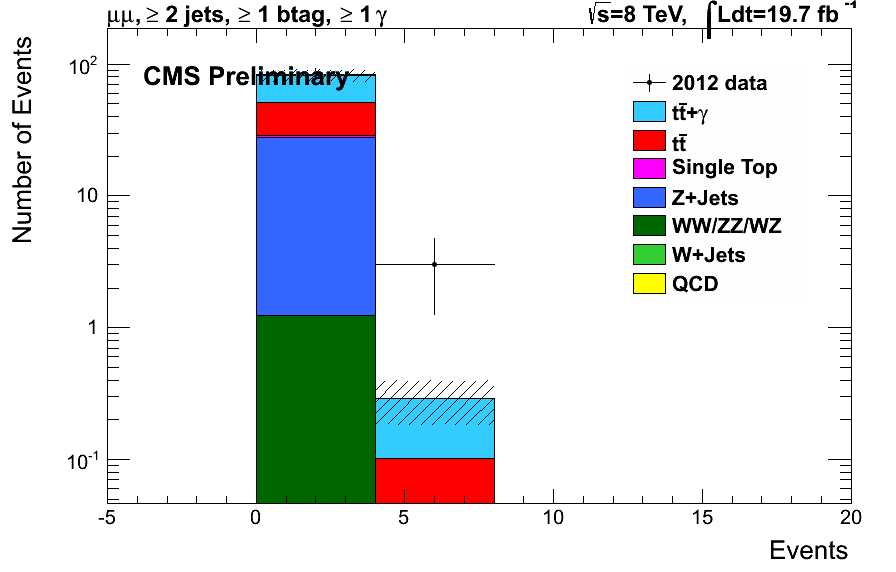 μμ, ≥ 2 jets, ≥ 1 btag, ≥ 1 γ
√s=8 TeV, ∫Ldt=19.7 fb⁻¹
CMS Preliminary
Number of Events
10²
10
1
10⁻¹
2012 data
tt̄+γ
tt̄
Single Top
Z+Jets
WW/ZZ/WZ
W+Jets
QCD
-5 0 5 10 15 20
Events